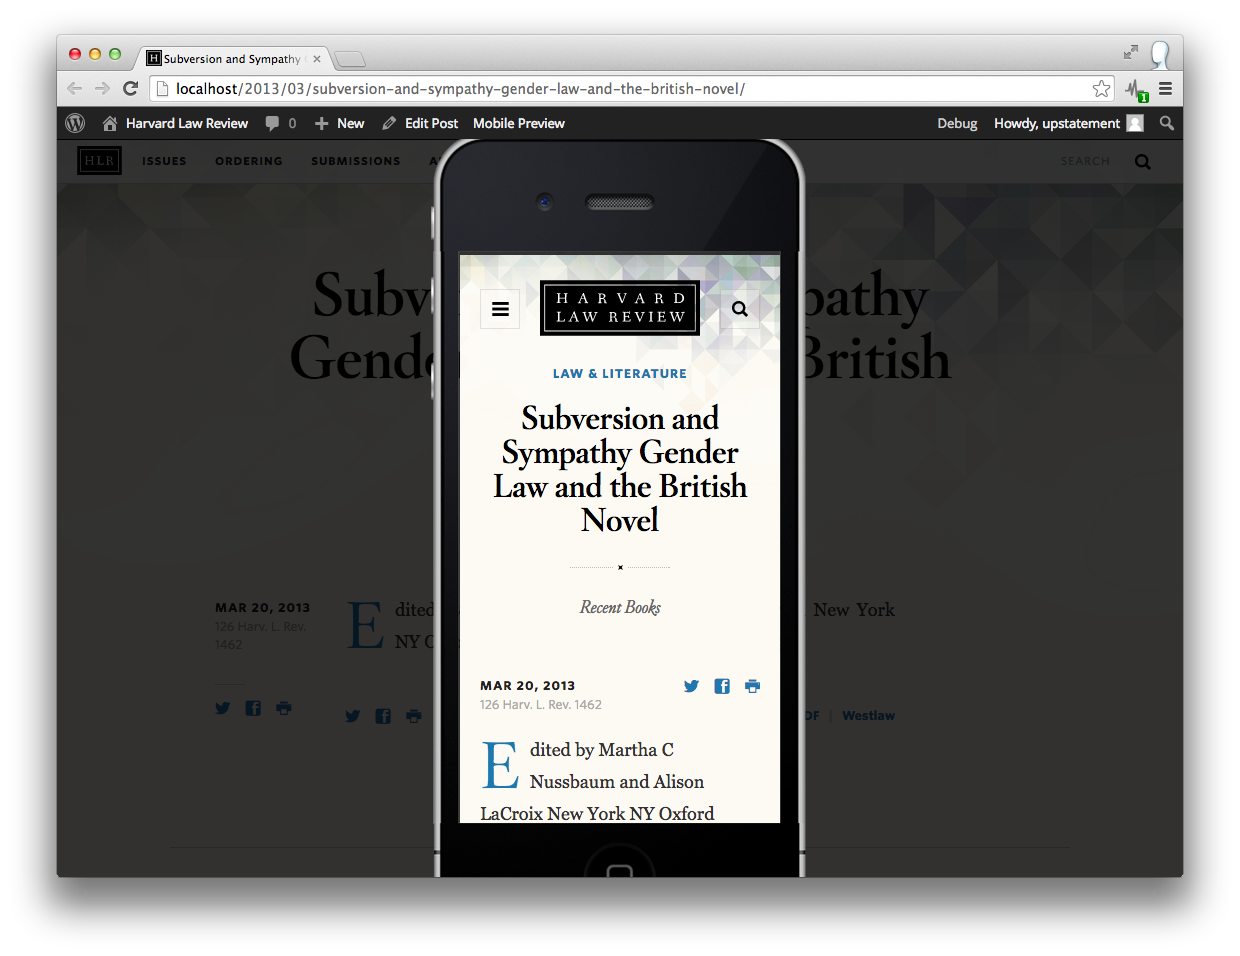 Subversion and Sympathy
localhost/2013/03/subversion-and-sympathy-gender-law-and-the-british-novel/
1
Harvard Law Review 0 New Edit Post Mobile Preview Debug Howdy, upstatement
HLR ISSUES ORDERING SUBMISSIONS A SEARCH
Subv pathy
Gende British
MAR 20, 2013
126 Harv. L. Rev.
1462
E dited New York
NY
DF | Westlaw
HARVARD
LAW REVIEW
LAW & LITERATURE
Subversion and
Sympathy Gender
Law and the British
Novel
Recent Books
MAR 20, 2013
126 Harv. L. Rev. 1462
E dited by Martha C
Nussbaum and Alison
LaCroix New York NY Oxford